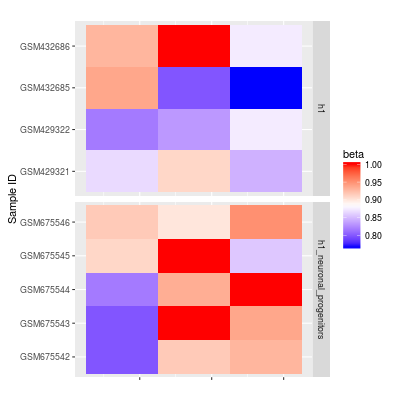 Sample ID
GSM432686
GSM432685
GSM429322
GSM429321
h1
GSM675546
GSM675545
GSM675544
GSM675543
GSM675542
h1_neuronal_progenitors
beta
1.00
0.95
0.90
0.85
0.80